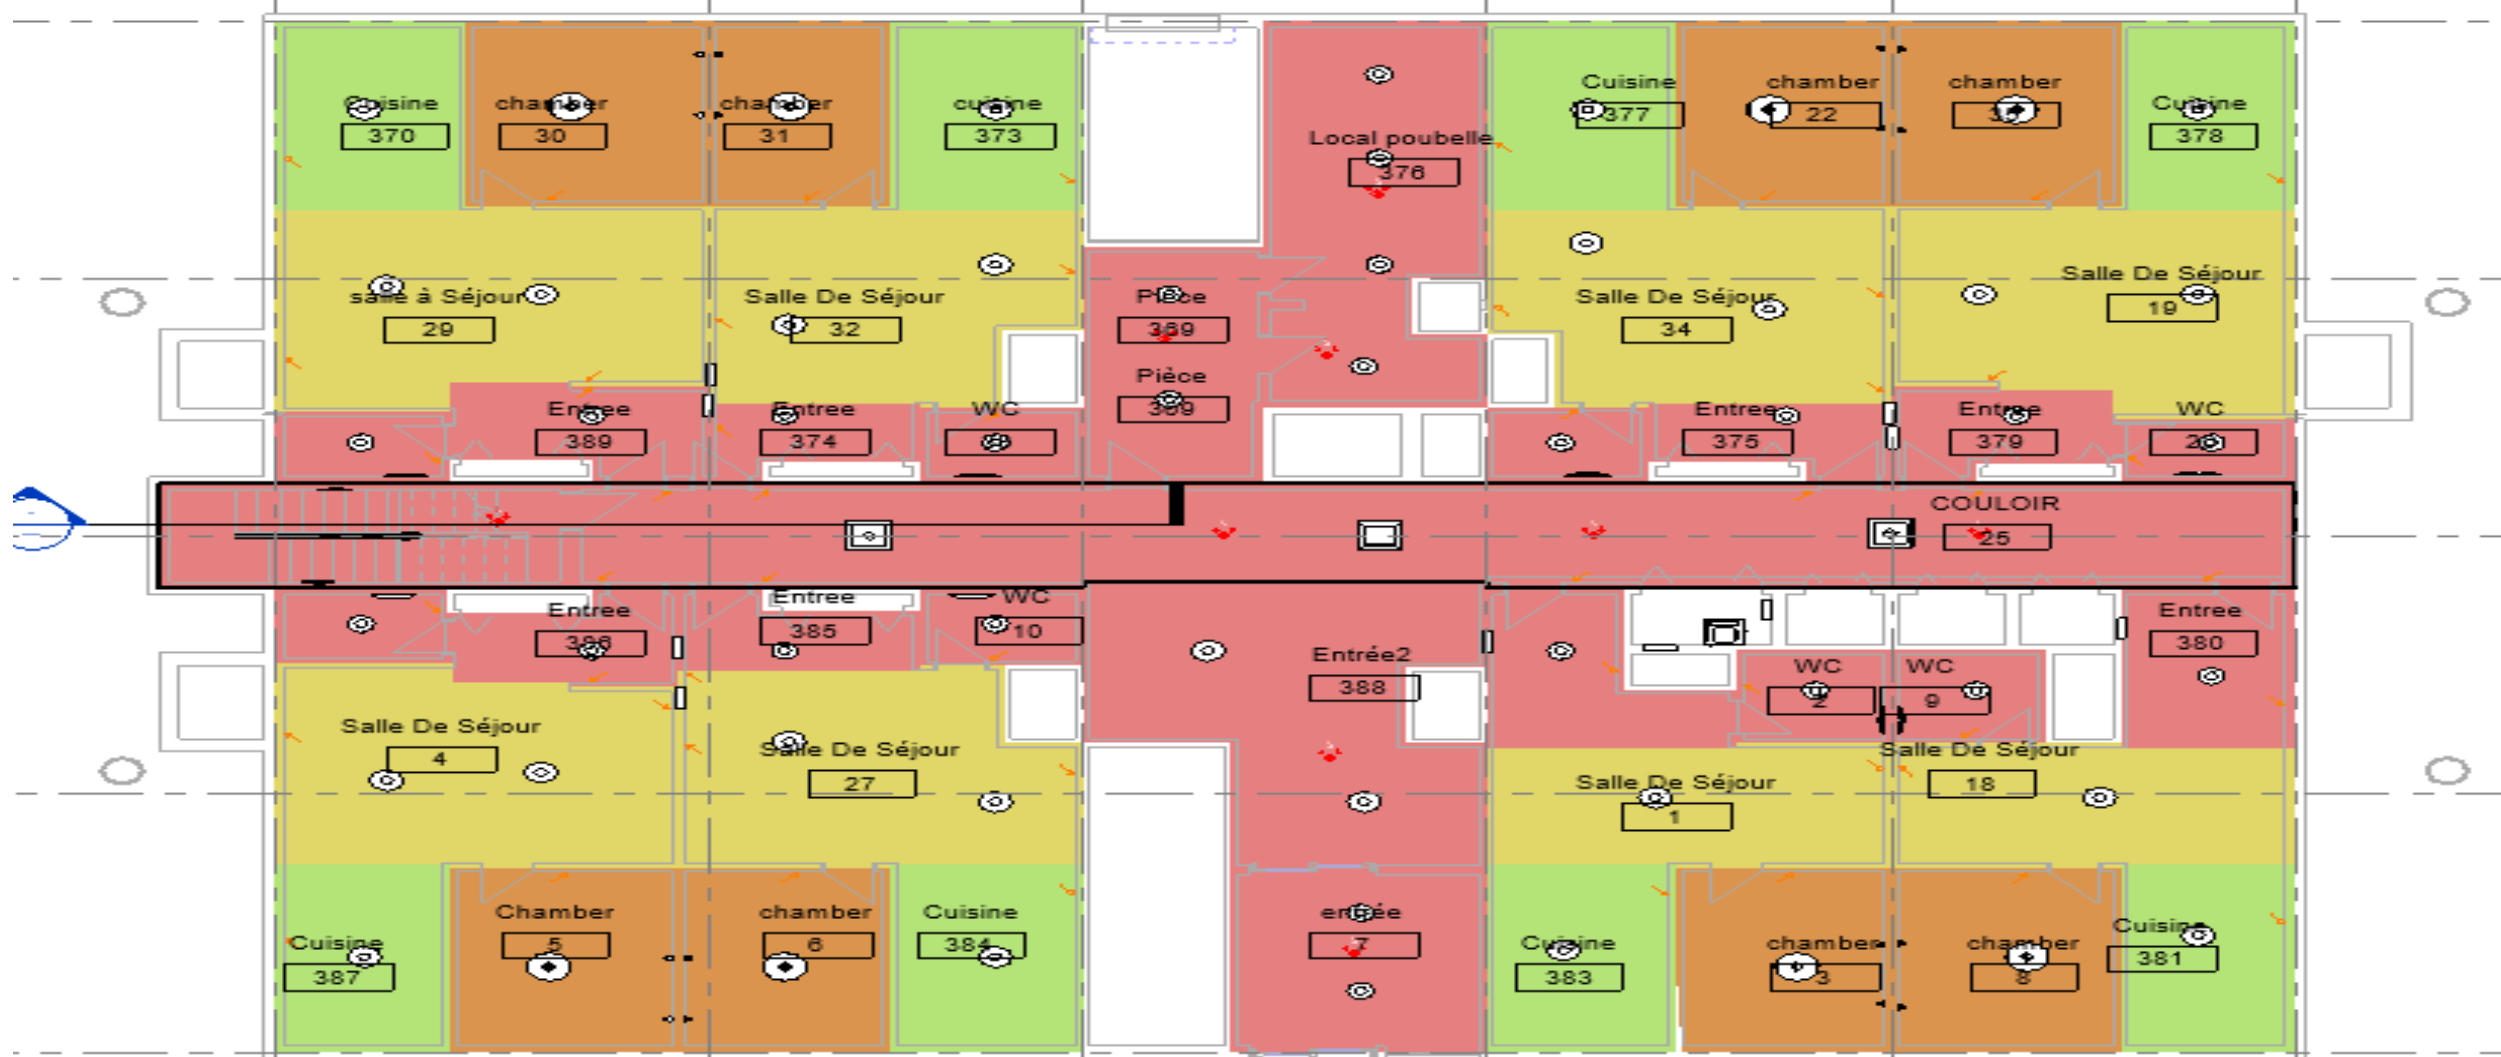 Cuisine
370
chamber
30
chamber
31
cuisine
373
Local poubelle
376
Cuisine
377
chamber
22
chamber
Cuisine
378
salle à Séjour
29
Salle De Séjour
32
Pièce
369
Pièce
369
Salle De Séjour
34
Salle De Séjour
19
Entree
389
Entree
374
WC
Entree
375
Entree
379
WC
COULOIR
25
Entree
386
Entree
385
WC
10
Entrée2
388
WC
2
WC
9
Entree
380
Salle De Séjour
4
Salle De Séjour
27
Salle De Séjour
1
Salle De Séjour
18
Cuisine
387
Chamber
5
chamber
6
Cuisine
384
entrée
7
Cuisine
383
chamber
3
chamber
8
Cuisine
381